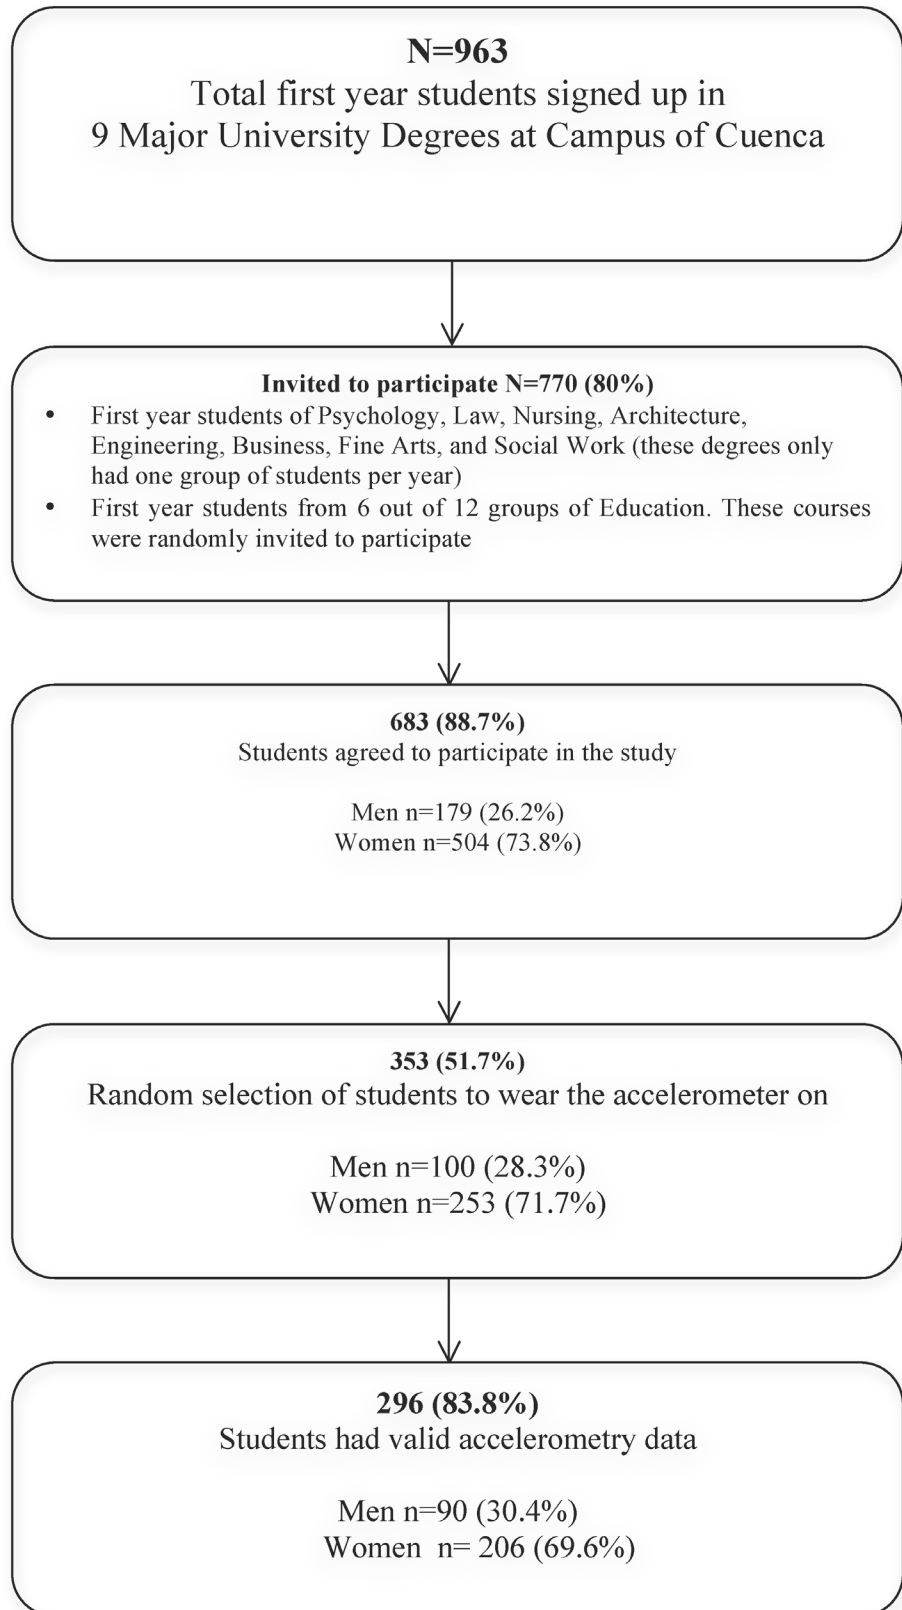 N=963
Total first year students signed up in
9 Major University Degrees at Campus of Cuenca
Invited to participate N=770 (80%)
• First year students of Psychology, Law, Nursing, Architecture,
Engineering, Business, Fine Arts, and Social Work (these degrees only
had one group of students per year)
• First year students from 6 out of 12 groups of Education. These courses
were randomly invited to participate
683 (88.7%)
Students agreed to participate in the study
Men n=179 (26.2%)
Women n=504 (73.8%)
353 (51.7%)
Random selection of students to wear the accelerometer on
Men n=100 (28.3%)
Women n=253 (71.7%)
296 (83.8%)
Students had valid accelerometry data
Men n=90 (30.4%)
Women n= 206 (69.6%)